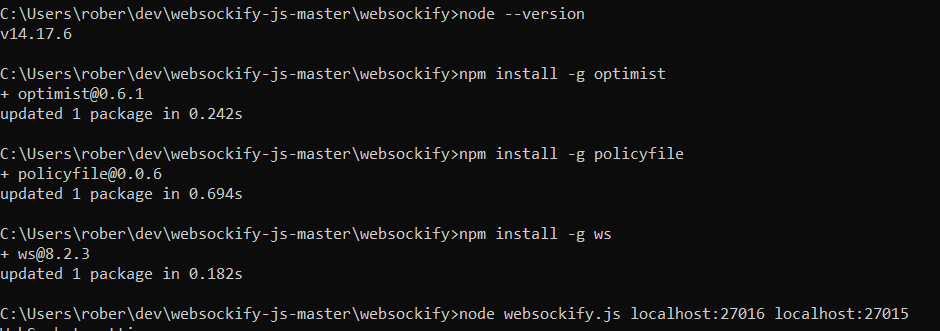 C:\Users\rober\dev\websockify-js-master\websockify>node --version
v14.17.6
C:\Users\rober\dev\websockify-js-master\websockify>npm install -g optimist
+ optimist@0.6.1
updated 1 package in 0.242s
C:\Users\rober\dev\websockify-js-master\websockify>npm install -g policyfile
+ policyfile@0.0.6
updated 1 package in 0.694s
C:\Users\rober\dev\websockify-js-master\websockify>npm install -g ws
+ ws@8.2.3
updated 1 package in 0.182s
C:\Users\rober\dev\websockify-js-master\websockify>node websockify.js localhost:27016 localhost:27015